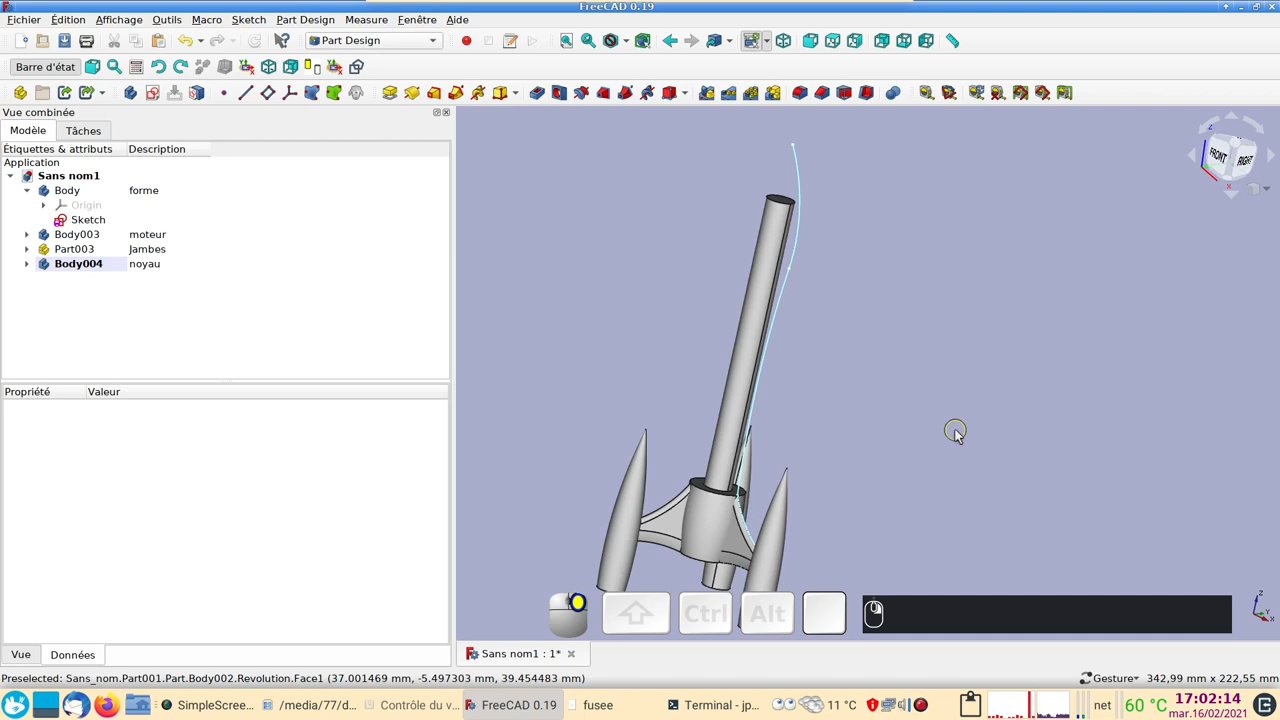 FreeCAD 0.19
Fichier Édition Affichage Outils Macro Sketch Part Design Measure Fenêtre Aide
Part Design
Barre d'état
Vue combinée
Modèle Tâches
Étiquettes & attributs Description
Application
Sans nom1
Body forme
Origin
Sketch
Body003 moteur
Part003 Jambes
Body004 noyau
Propriété Valeur
FRONT RIGHT
Z
X
Ctrl Alt
Z
Y
X
Vue Données
Sans nom1 : 1*
Preselected: Sans_nom.Part001.Part.Body002.Revolution.Face1 (37.001469 mm, -5.497303 mm, 39.454483 mm)
Gesture 342,99 mm x 222,55 mm
SimpleScree... /media/77/d... Contrôle du v... FreeCAD 0.19 fusee Terminal - jp... 11 °C net 60 °C 17:02:14
mar.16/02/2021